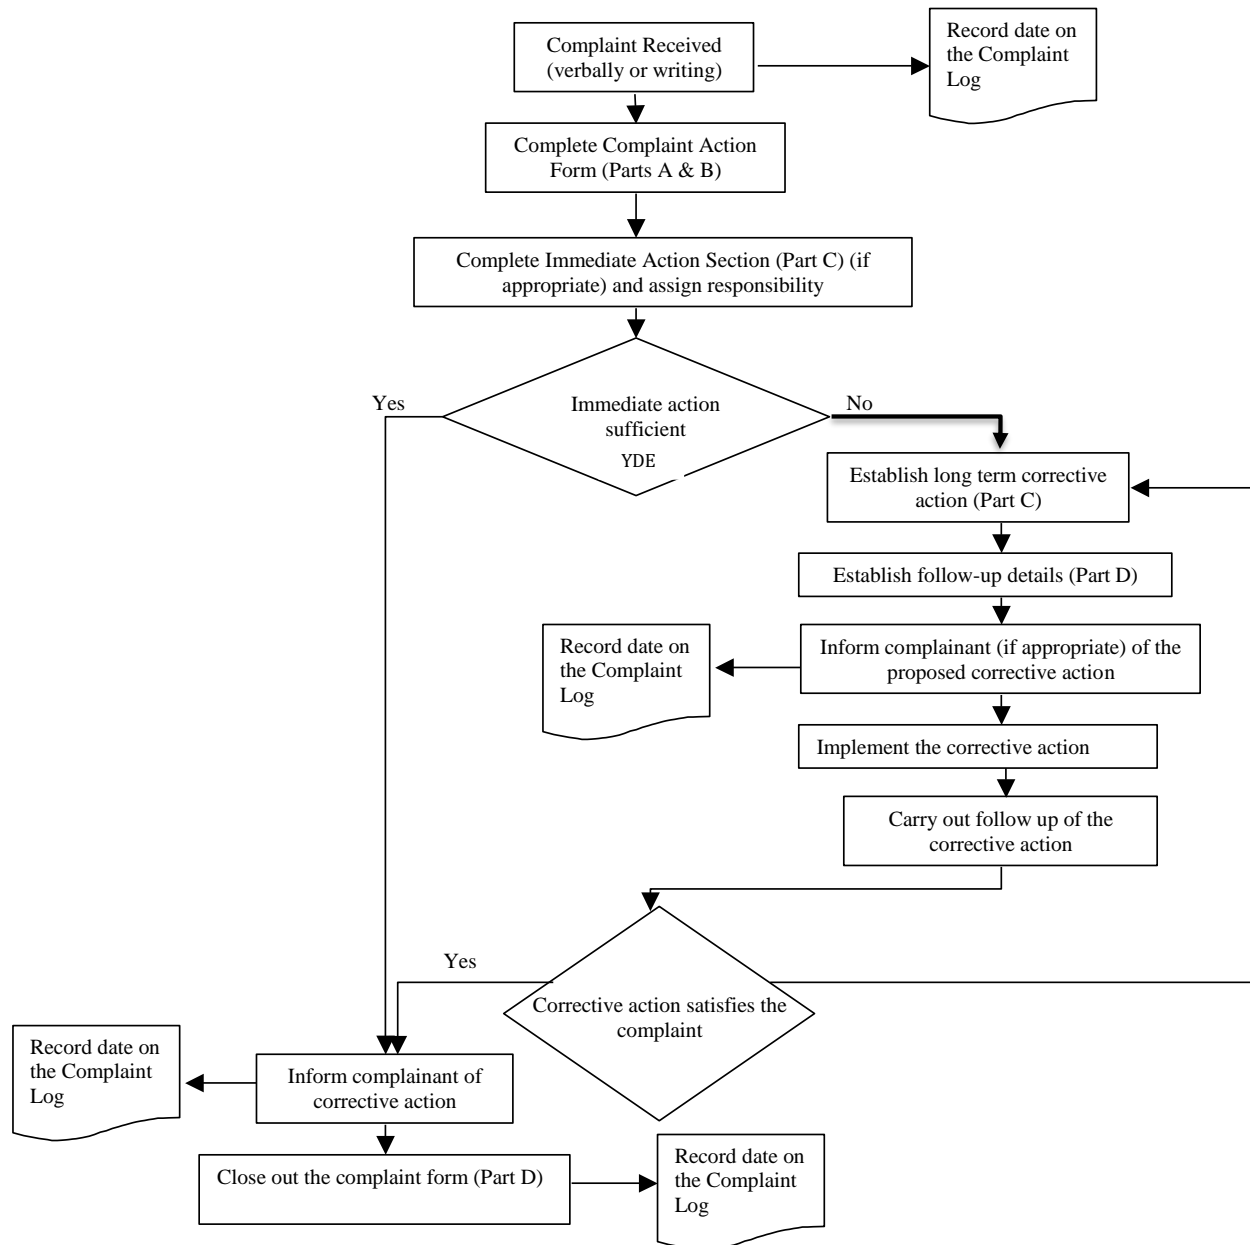 Complaint Received
(verbally or writing)
Record date on
the Complaint
Log
Complete Complaint Action
Form (Parts A & B)
Complete Immediate Action Section (Part C) (if
appropriate) and assign responsibility
Yes
Immediate action
sufficient
YDE
No
Establish long term corrective
action (Part C)
Establish follow-up details (Part D)
Record date on
the Complaint
Log
Inform complainant (if appropriate) of the
proposed corrective action
Implement the corrective action
Carry out follow up of the
corrective action
Yes
Corrective action satisfies the
complaint
Record date on
the Complaint
Log
Inform complainant of
corrective action
Close out the complaint form (Part D)
Record date on
the Complaint
Log